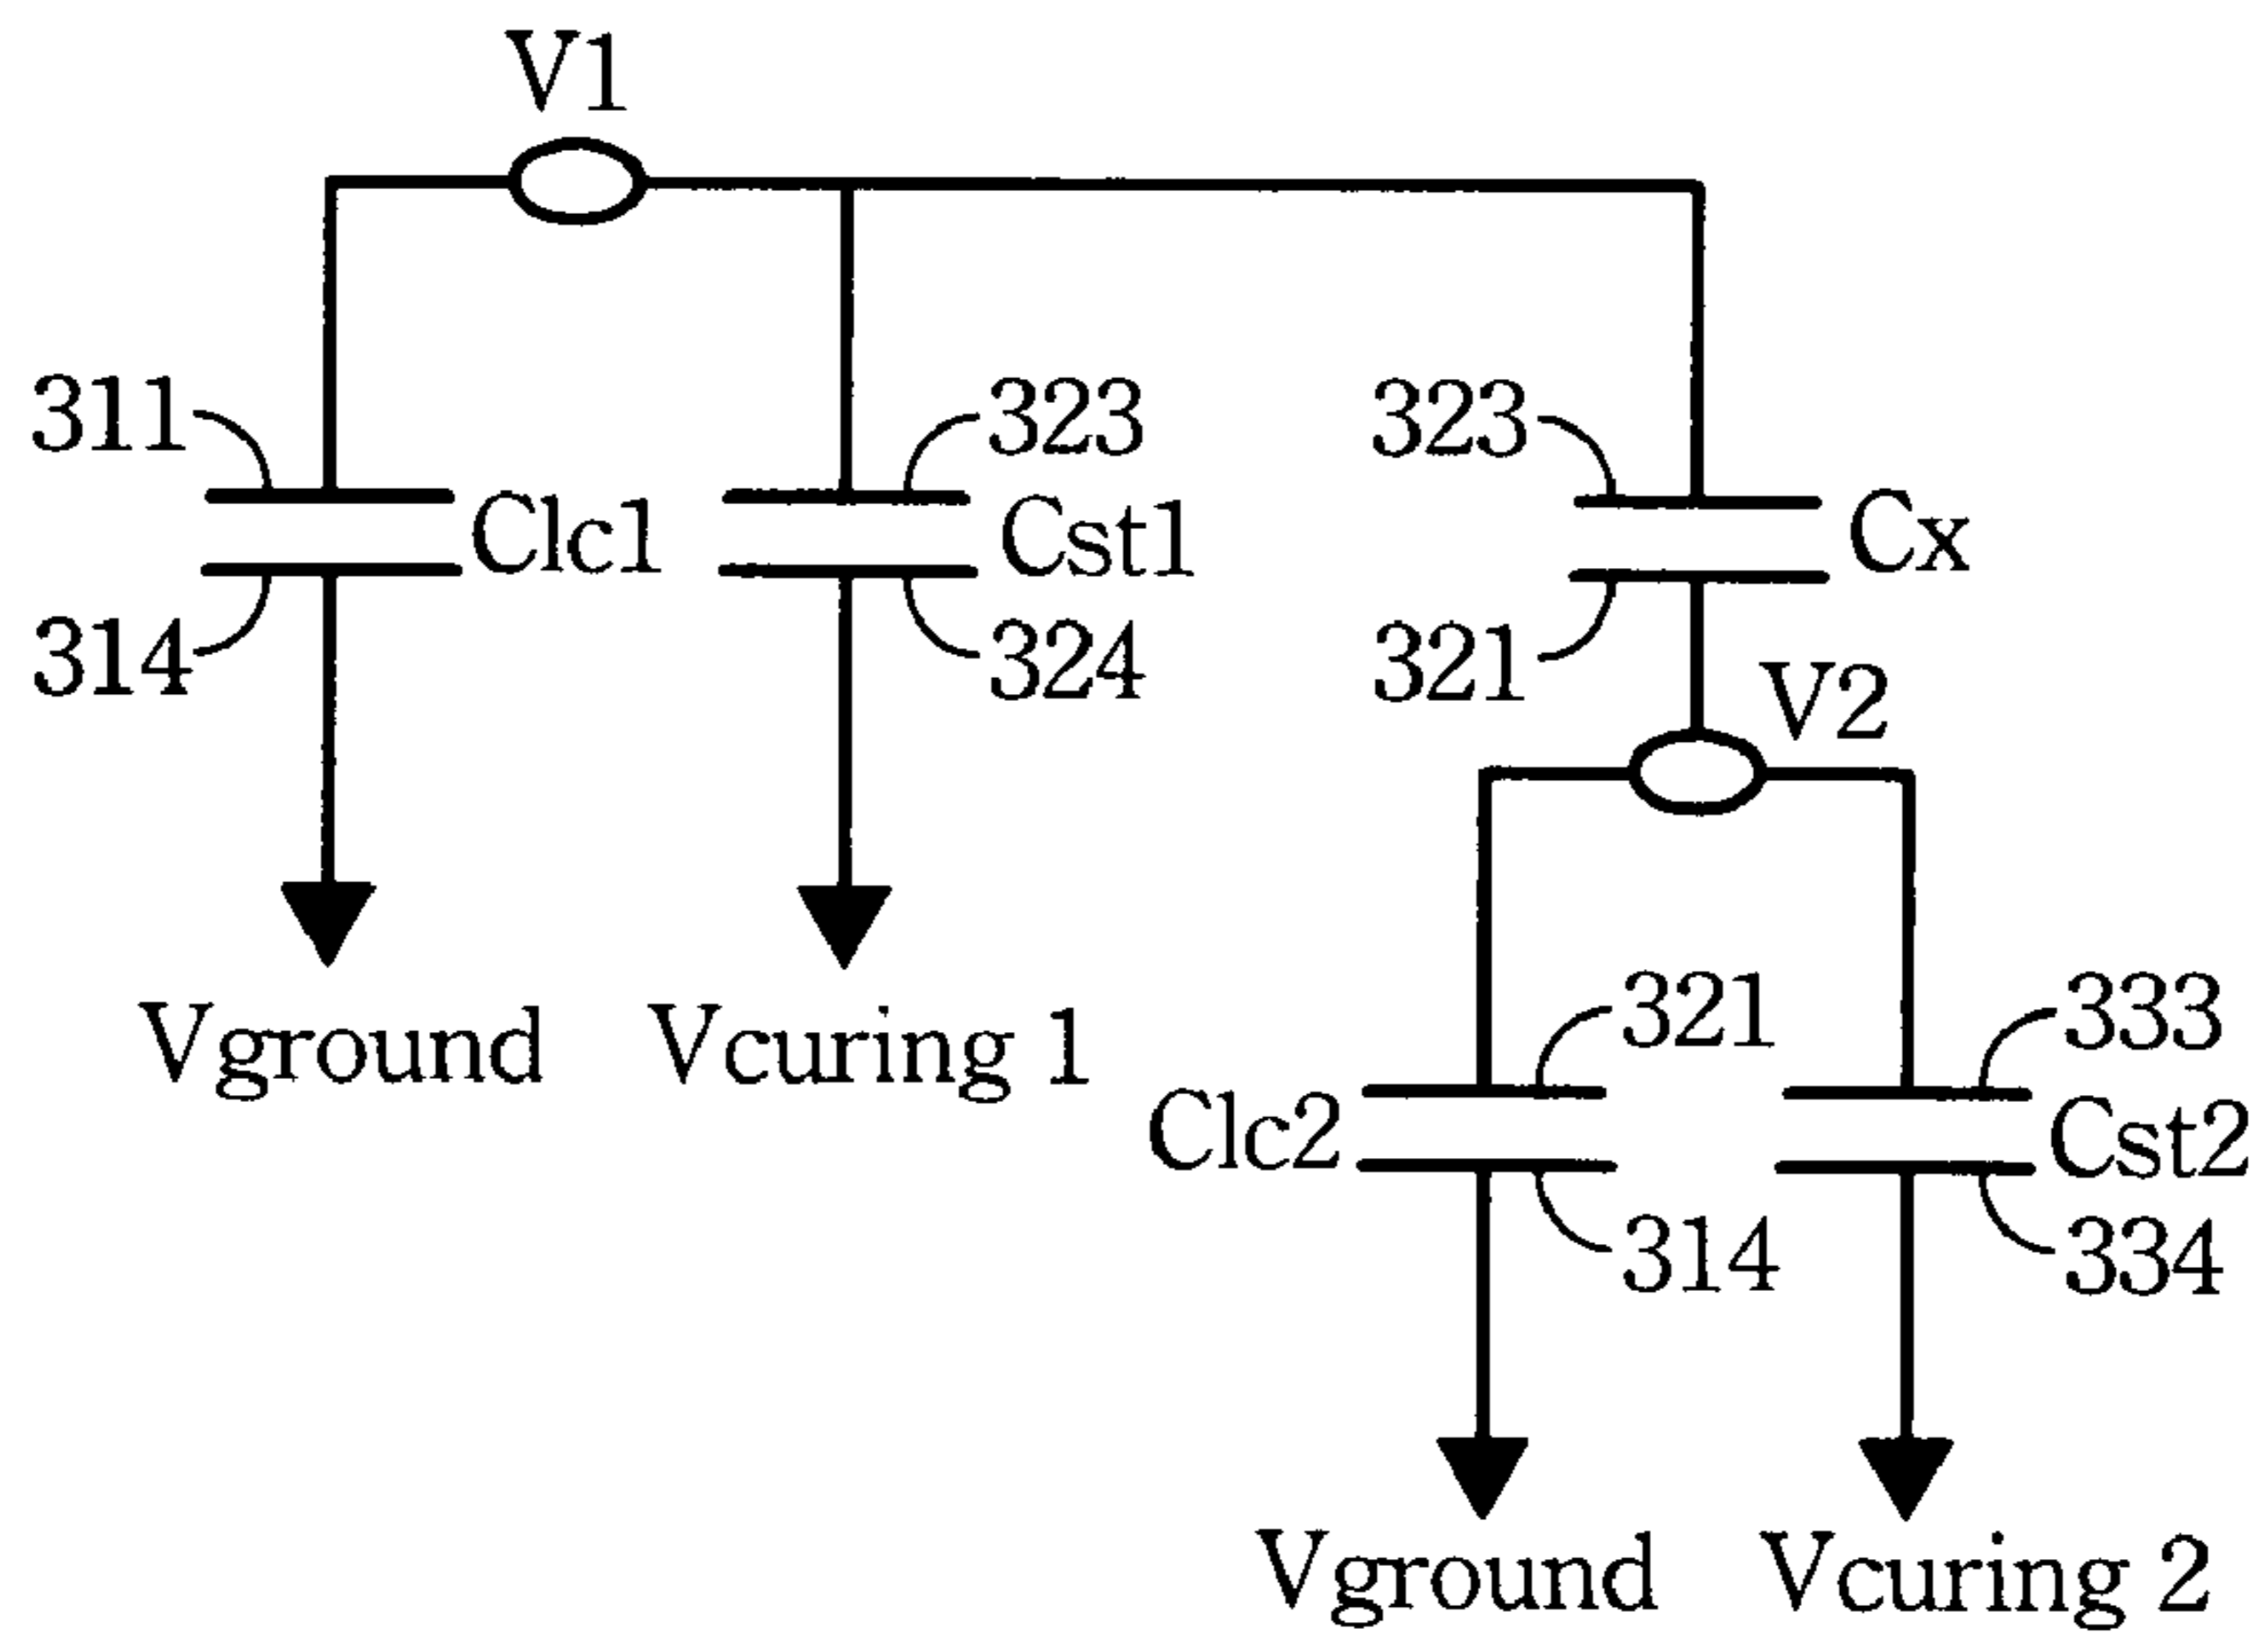 V1
311
Clc1
314
323
Cst1
324
323
Cx
321
V2
Vground
Vcuring 1
321
Clc2
314
333
Cst2
334
Vground
Vcuring 2